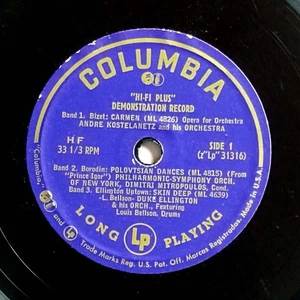 COLUMBIA
"HI-FI PLUS"
DEMONSTRATION RECORD
Band 1. Bizet: CARMEN (ML 4826) Opera for Orchestra
ANDRE KOSTELANETZ and his ORCHESTRA
HF
33 1/3 RPM
SIDE 1
("Lp" 31316)
Band 2. Borodin: POLOVTSIAN DANCES (ML 4815) (From
"Prince Igor") PHILHARMONIC-SYMPHONY ORCH.
OF NEW YORK, DIMITRI MITROPOULOS, Cond.
Band 3. Ellington Uptown: SKIN DEEP (ML 4639)
-L. Bellson- DUKE ELLINGTON
& His ORCH., Featuring
Louis Bellson, Drums
LONG Lp PLAYING
"Columbia,"
Trade Marks Reg. U.S. Pat. Off. Marcas Registradas. Made in U.S.A.